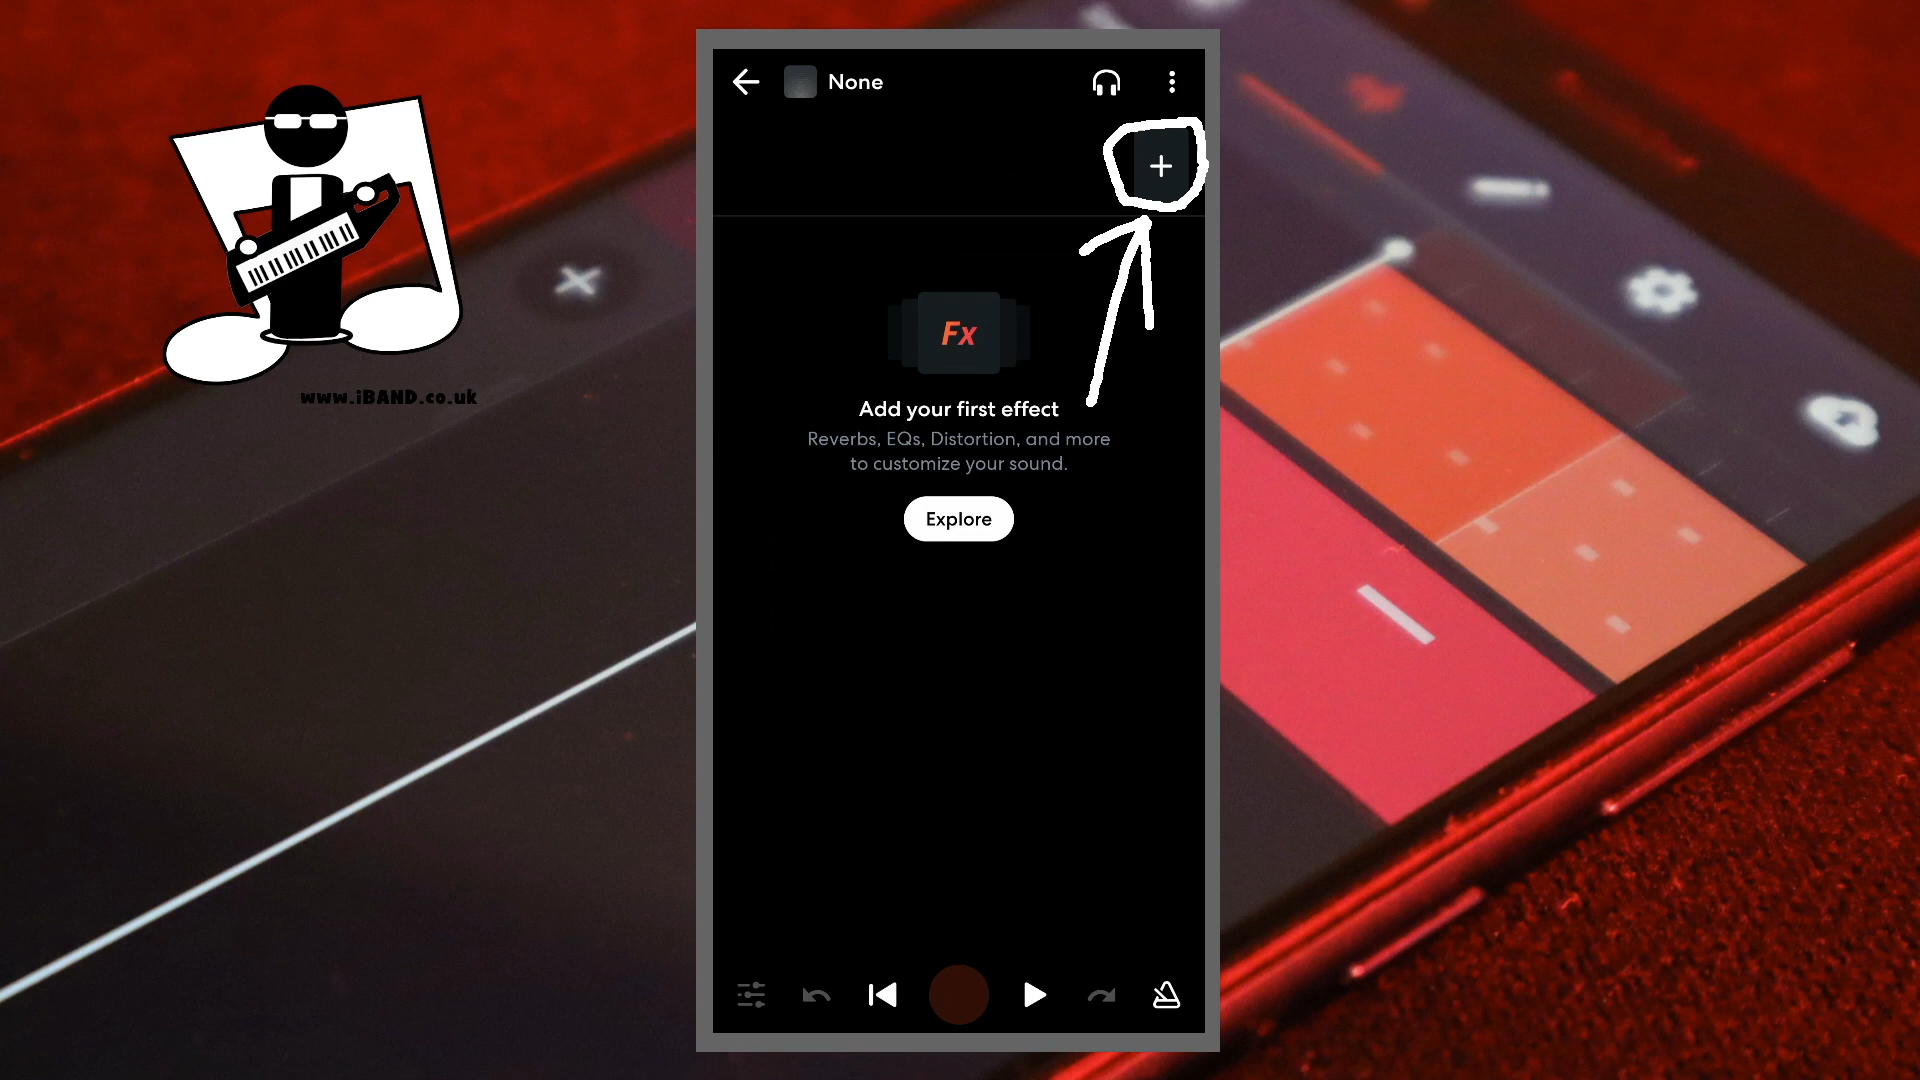 www.iBAND.co.uk
None
Fx
Add your first effect
Reverbs, EQs, Distortion, and more
to customize your sound.
Explore